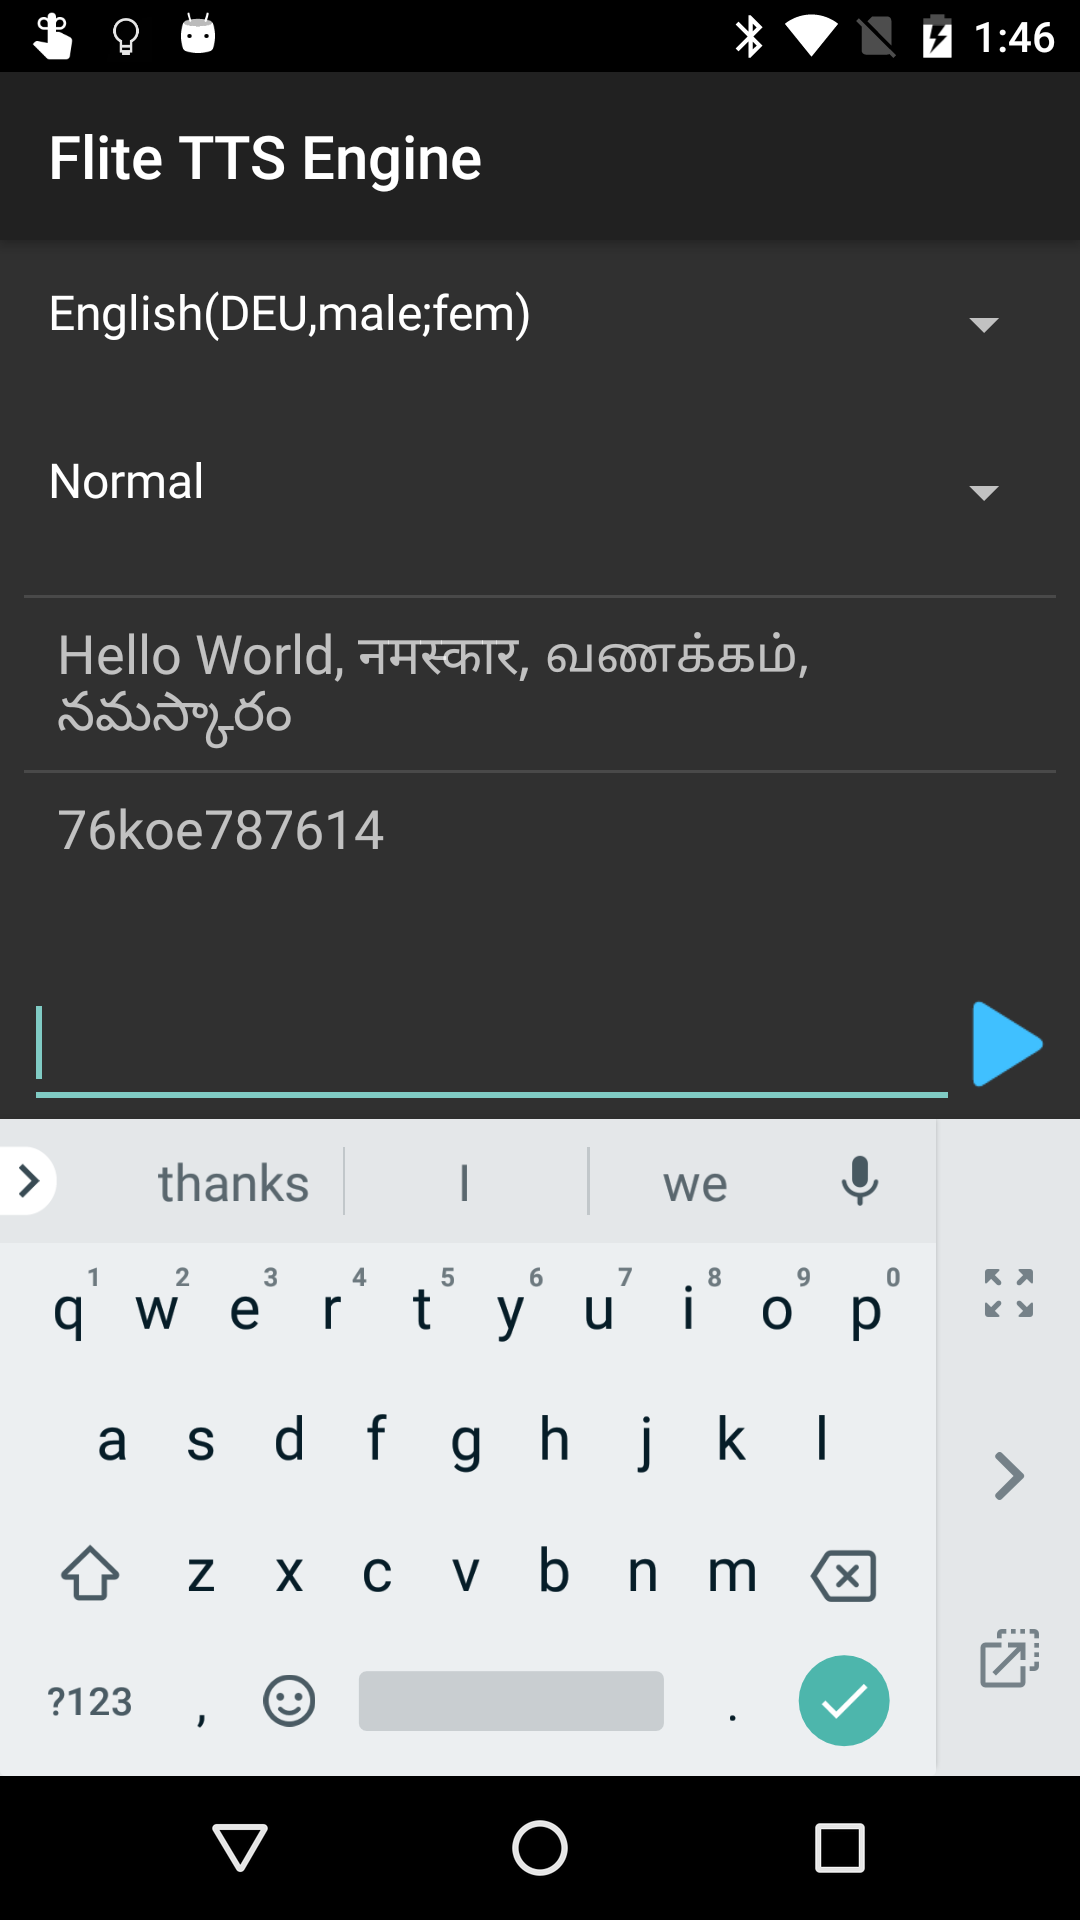 1:46
Flite TTS Engine
English(DEU,male;fem)
Normal
Hello World, नमस्कार, வணக்கம்,
నమస్కారం
76koe787614
thanks I we
1 2 3 4 5 6 7 8 9 0
q w e r t y u i o p
a s d f g h j k l
z x c v b n m
?123 , .